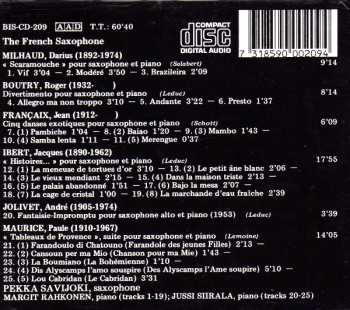 BIS-CD-209 AAD T.T.: 60'40
COMPACT
disc
DIGITAL AUDIO
7 318590 002094
The French Saxophone
MILHAUD, Darius (1892-1974)
« Scaramouche » pour saxophone et piano (Salabert) 9'14
1. Vif 3'04 — 2. Modéré 3'50 — 3. Brazileira 2'09
BOUTRY, Roger (1932- )
Divertimento pour saxophone et piano (Leduc) 8'14
4. Allegro ma non troppo 3'10 — 5. Andante 3'22 — 6. Presto 1'37
FRANÇAIX, Jean (1912- )
Cinq danses exotiques pour saxophone et piano (Schott) 6'09
7. (1) Pambiche 1'04 — 8. (2) Baiao 1'20 — 9. (3) Mambo 1'43 —
10. (4) Samba lenta 1'11 — 11. (5) Merengue 0'37
IBERT, Jacques (1890-1962)
« Histoires... » pour saxophone et piano (Leduc) 17'55
12. (1) La meneuse de tortues d'or 3'10 — 13. (2) Le petit âne blanc 2'06
14. (3) Le vieux mendiant 2'15 — 15. (4) Dans la maison triste 2'13
16. (5) Le palais abandonné 1'51 — 17. (6) Bajo la mesa 2'07
18. (7) La cage de cristal 1'00 — 19. (8) La marchande d'eau fraîche 2'20
JOLIVET, André (1905-1974)
20. Fantaisie-Impromptu pour saxophone alto et piano (1953) (Leduc) 3'39
MAURICE, Paule (1910-1967)
« Tableaux de Provence », suite pour saxophone et piano (Lemoine) 14'05
21. (1) Farandoulo di Chatouno (Farandole des jeunes Filles) 2'—
22. (2) Cansoun per ma Mio (Chanson pour ma Mie)
23. (3) La Boumiano (La Bohémienne)
24. (4) Dis Alyscamps l'amo souspire (Des Alyscamps l'Ame soupire)
25. (5) Lou Cabridan (Le Cabridan)
PEKKA SAVIJOKI, saxophone
MARGIT RAHKONEN, piano (tracks 1-19); JUSSI SIIRALA, piano (tracks 20-25)